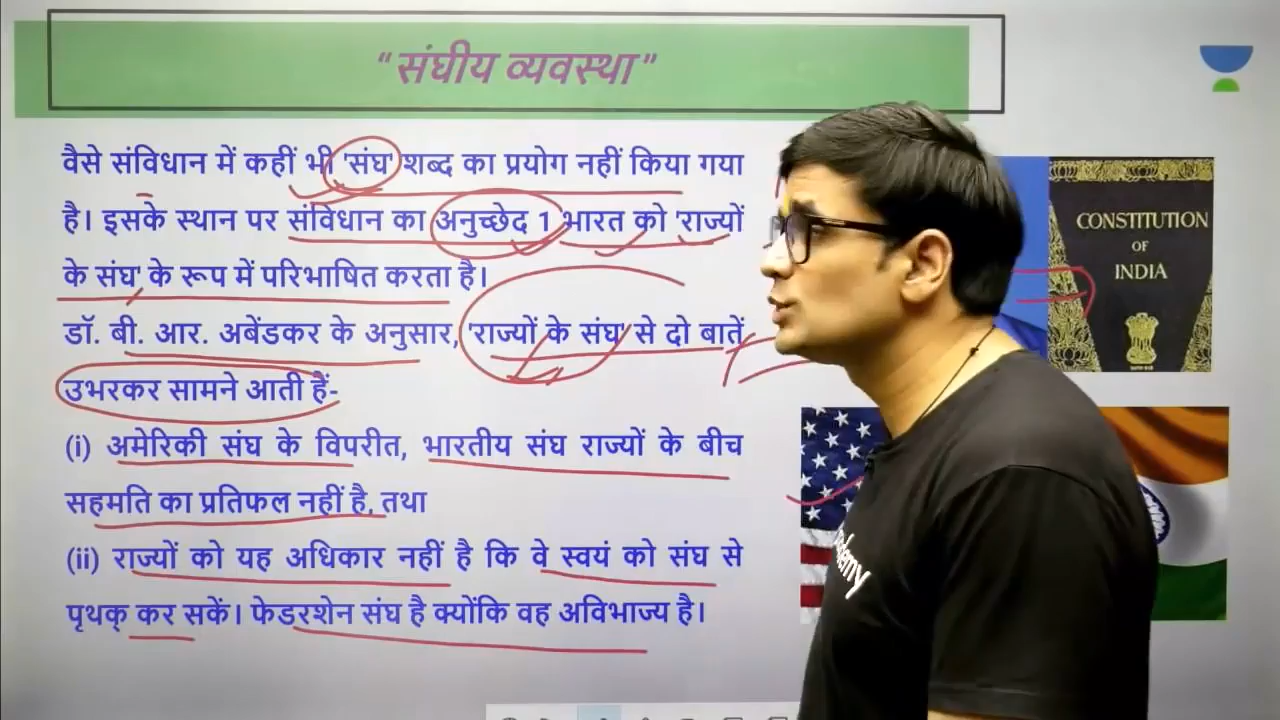 “संघीय व्यवस्था”
वैसे संविधान में कहीं भी 'संघ' शब्द का प्रयोग नहीं किया गया
है। इसके स्थान पर संविधान का अनुच्छेद 1 भारत को 'राज्यों
के संघ' के रूप में परिभाषित करता है।
डॉ. बी. आर. अबेंडकर के अनुसार, 'राज्यों के संघ' से दो बातें
उभरकर सामने आती हैं-
(i) अमेरिकी संघ के विपरीत, भारतीय संघ राज्यों के बीच
सहमति का प्रतिफल नहीं है, तथा
(ii) राज्यों को यह अधिकार नहीं है कि वे स्वयं को संघ से
पृथक् कर सकें। फेडरशेन संघ है क्योंकि वह अविभाज्य है।
CONSTITUTION
OF
INDIA